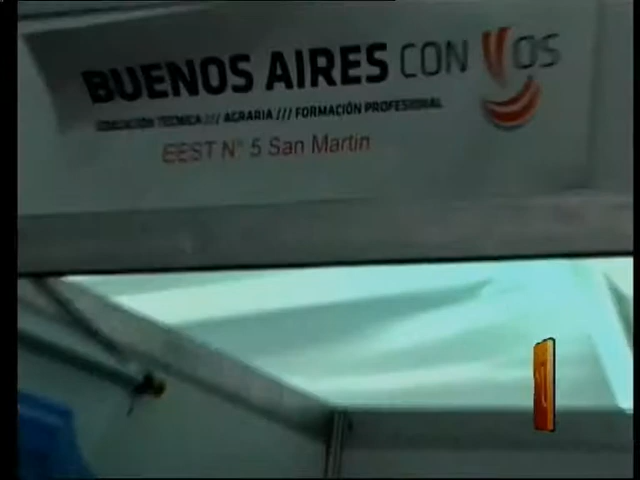 BUENOS AIRES CON VOS
EDUCACIÓN TÉCNICA /// AGRARIA /// FORMACIÓN PROFESIONAL
EEST N° 5 San Martin